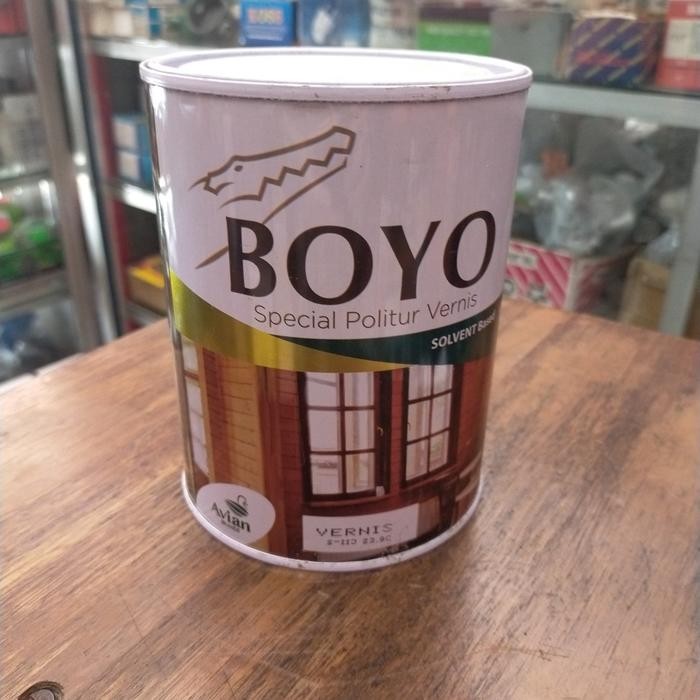 BOYO
Special Politur Vernis
SOLVENT Based
Avian
VERNIS